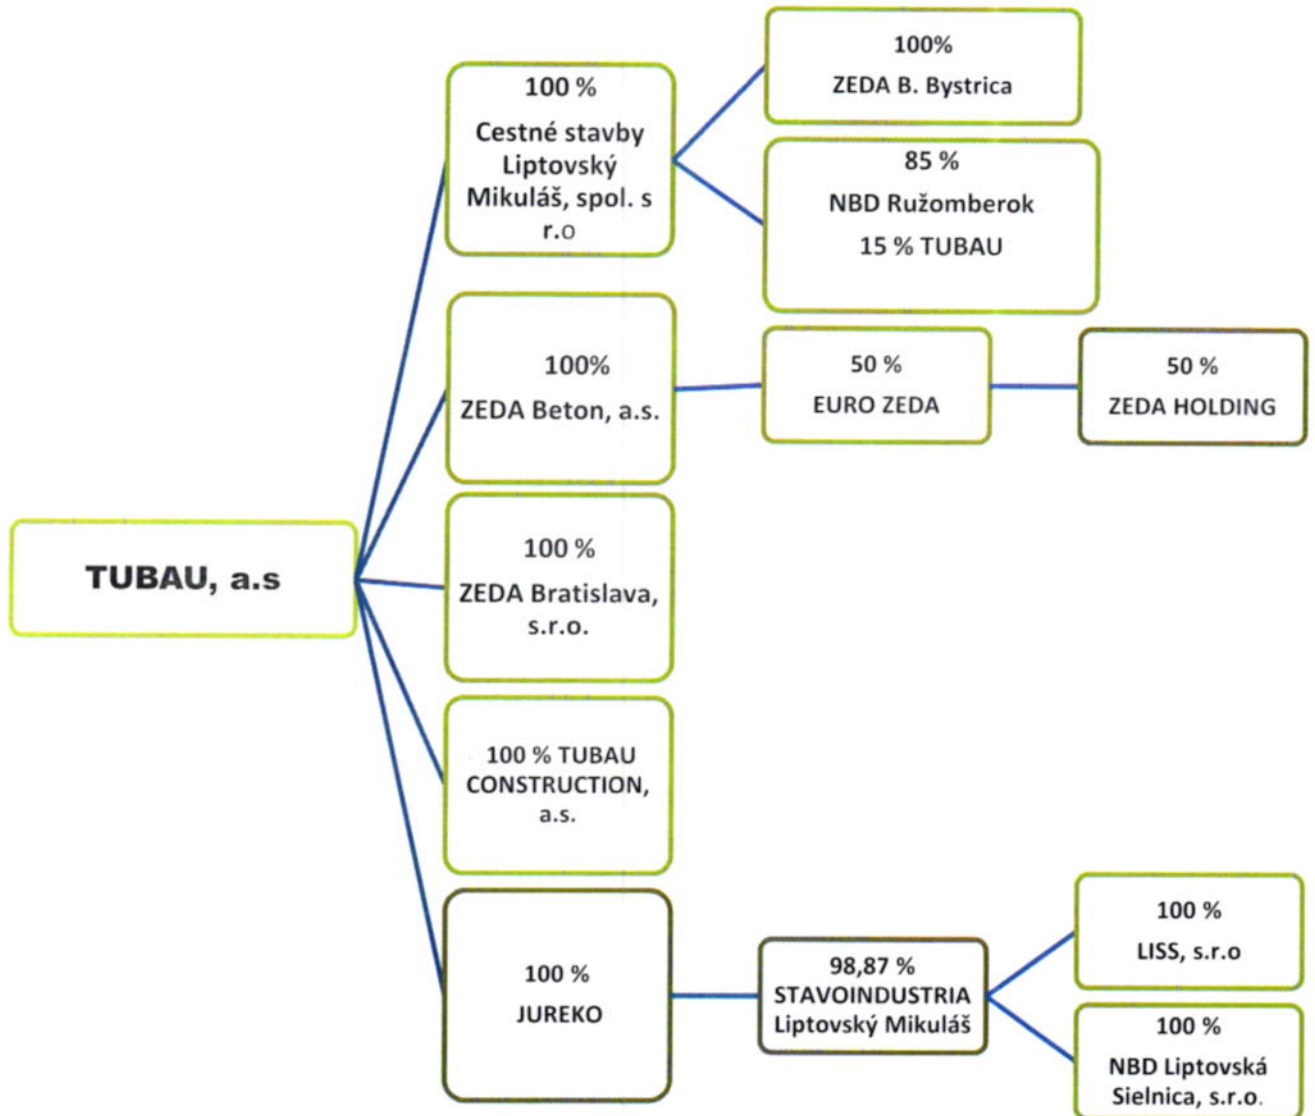 100%
ZEDA B. Bystrica
100 %
Cestné stavby
Liptovský
Mikuláš, spol. s
r.o
85 %
NBD Ružomberok
15 % TUBAU
100%
ZEDA Beton, a.s.
50 %
EURO ZEDA
50 %
ZEDA HOLDING
TUBAU, a.s
100 %
ZEDA Bratislava,
s.r.o.
100 % TUBAU
CONSTRUCTION,
a.s.
100 %
JUREKO
98,87 %
STAVOINDUSTRIA
Liptovský Mikuláš
100 %
LISS, s.r.o
100 %
NBD Liptovská
Sielnica, s.r.o.